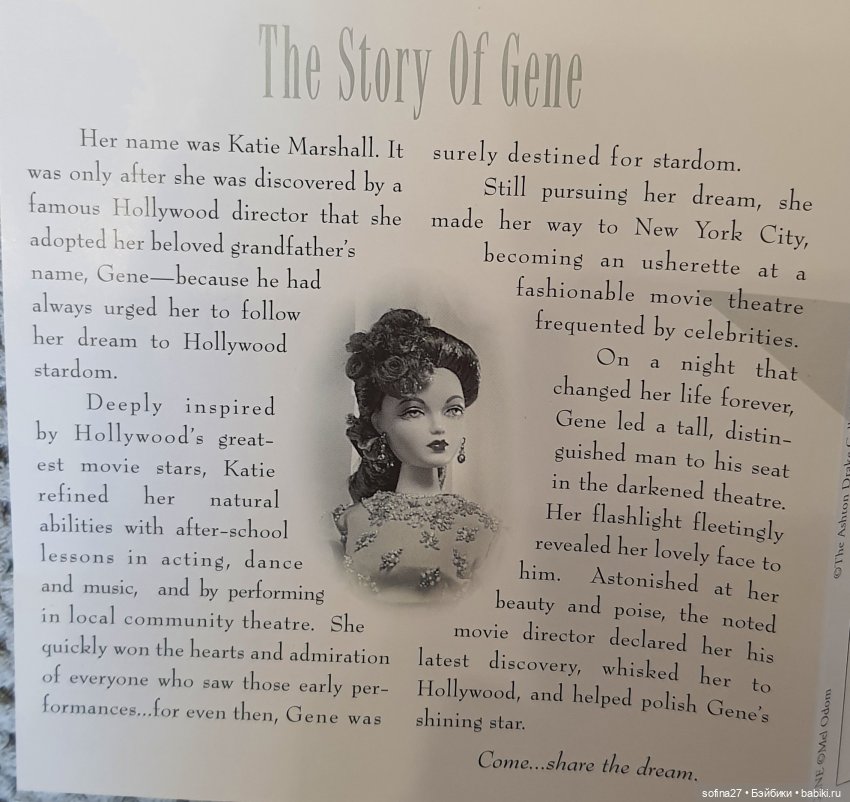 The Story Of Gene
Her name was Katie Marshall. It
was only after she was discovered by a
famous Hollywood director that she
adopted her beloved grandfather's
name, Gene—because he had
always urged her to follow
her dream to Hollywood
stardom.
Deeply inspired
by Hollywood's great-
est movie stars, Katie
refined her natural
abilities with after-school
lessons in acting, dance
and music, and by performing
in local community theatre. She
quickly won the hearts and admiration
of everyone who saw those early per-
formances...for even then, Gene was
surely destined for stardom.
Still pursuing her dream, she
made her way to New York City,
becoming an usherette at a
fashionable movie theatre
frequented by celebrities.
On a night that
changed her life forever,
Gene led a tall, distin-
guished man to his seat
in the darkened theatre.
Her flashlight fleetingly
revealed her lovely face to
him. Astonished at her
beauty and poise, the noted
movie director declared her his
latest discovery, whisked her to
Hollywood, and helped polish Gene's
shining star.
Come...share the dream.
©The Ashton Drake
©Mel Odom
sofina27 • Бэйбики • babiki.ru